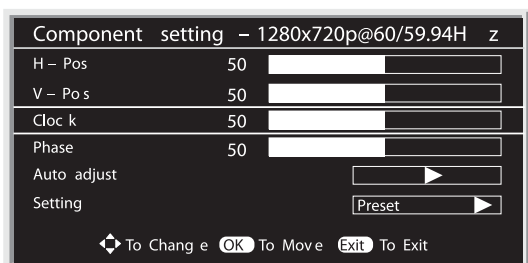 Component setting – 1280x720p@60/59.94H z
H – Pos 50
V – Po s 50
Cloc k 50
Phase 50
Auto adjust
Setting Preset
To Chang e OK To Mov e Exit To Exit